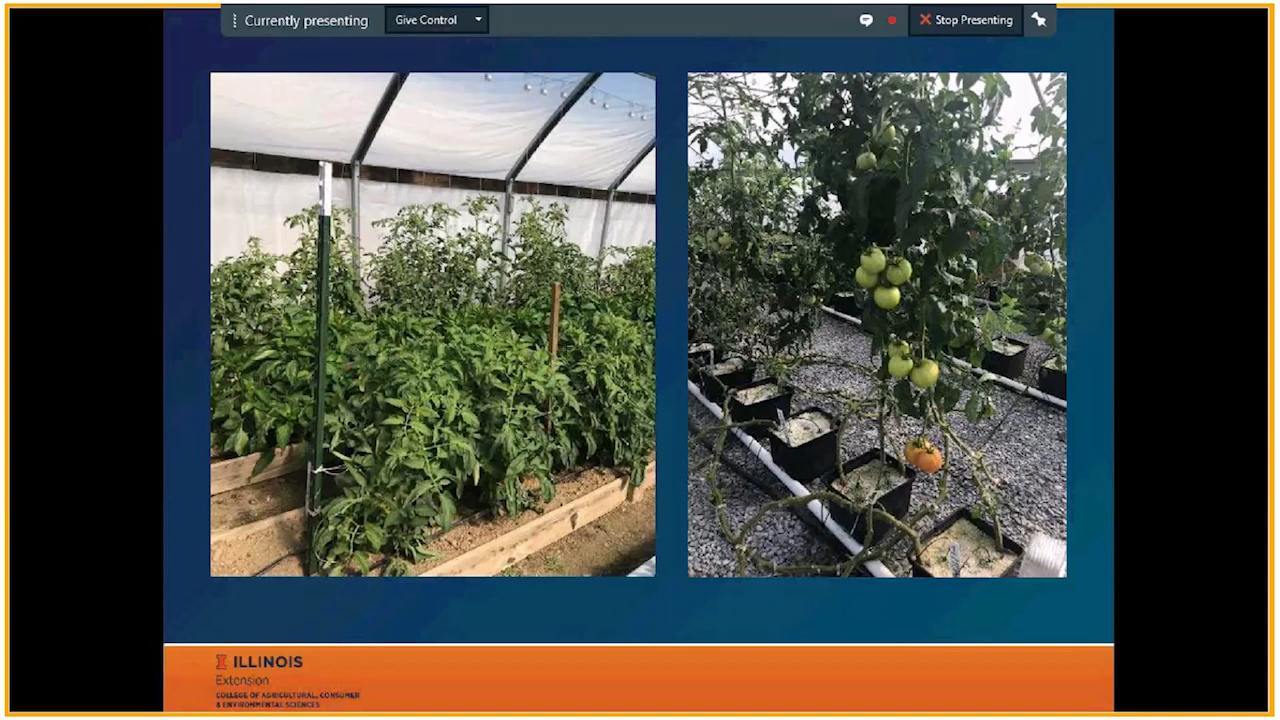 Currently presenting
Give Control
Stop Presenting
ILLINOIS
Extension
COLLEGE OF AGRICULTURAL, CONSUMER
& ENVIRONMENTAL SCIENCES